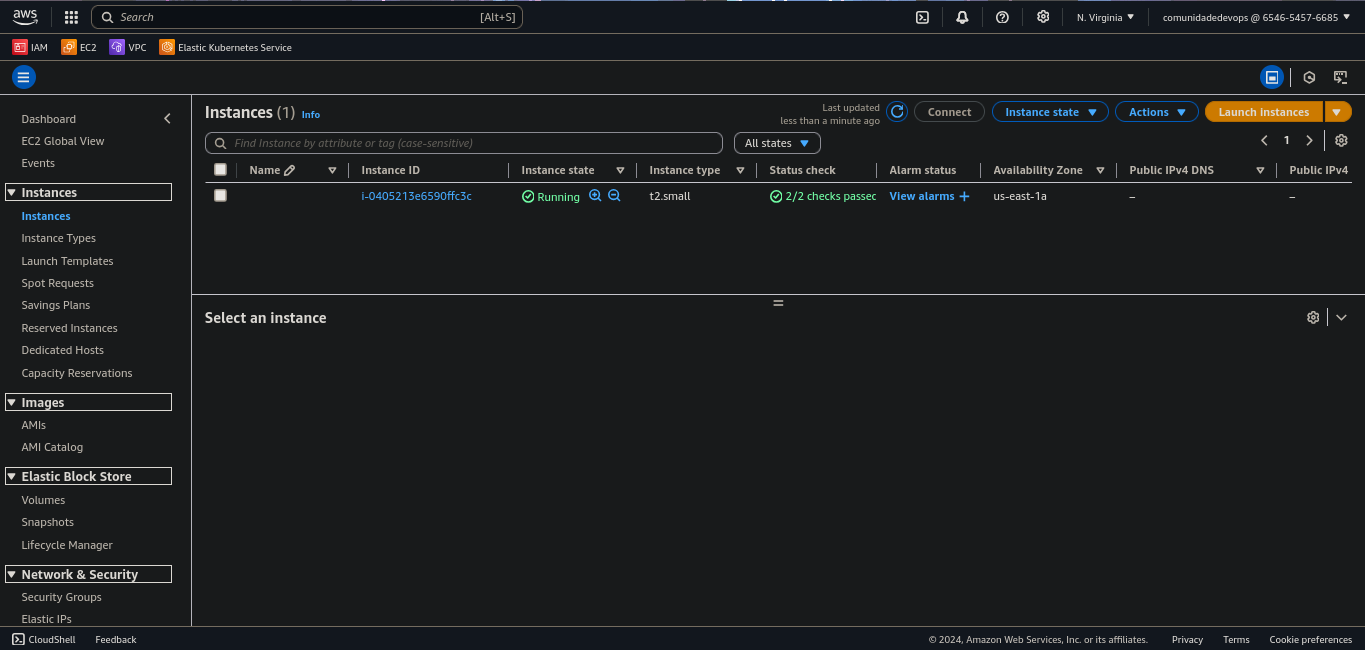 aws
Search [Alt+S]
N. Virginia
comunidadedevops @ 6546-5457-6685
IAM
EC2
VPC
Elastic Kubernetes Service
Dashboard
EC2 Global View
Events
Instances
Instances
Instance Types
Launch Templates
Spot Requests
Savings Plans
Reserved Instances
Dedicated Hosts
Capacity Reservations
Images
AMIs
AMI Catalog
Elastic Block Store
Volumes
Snapshots
Lifecycle Manager
Network & Security
Security Groups
Elastic IPs
Instances (1) Info
Last updated
less than a minute ago
Connect
Instance state
Actions
Launch instances
Find Instance by attribute or tag (case-sensitive)
All states
1
Name Instance ID Instance state Instance type Status check Alarm status Availability Zone Public IPv4 DNS Public IPv4
i-0405213e6590ffc3c Running t2.small 2/2 checks passec View alarms + us-east-1a – –
Select an instance
CloudShell Feedback © 2024, Amazon Web Services, Inc. or its affiliates. Privacy Terms Cookie preferences